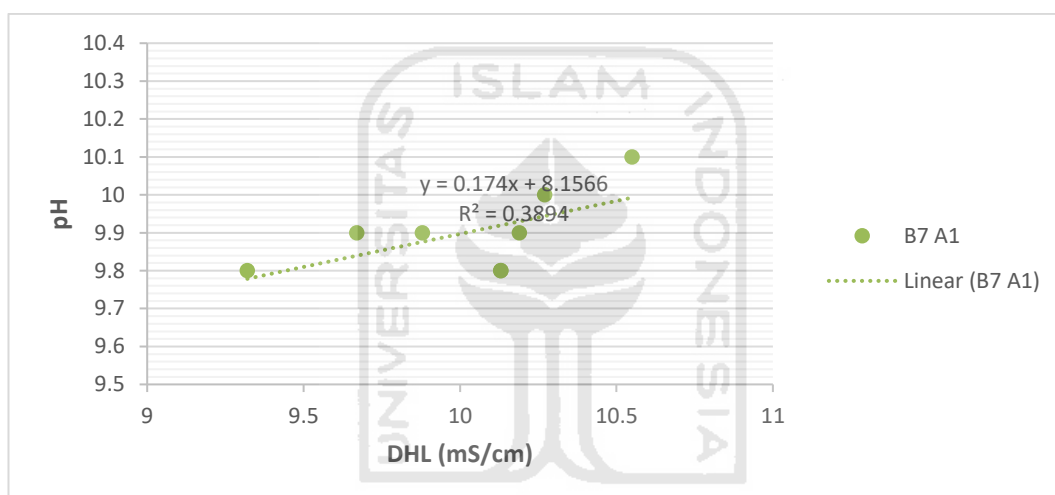 10.4
10.3
10.2
10.1
10
9.9
9.8
9.7
9.6
9.5
pH
9
9.5
10
10.5
11
DHL (mS/cm)
y = 0.174x + 8.1566
R² = 0.3894
B7 A1
Linear (B7 A1)
UNIVERSITAS
ISLAM
INDONESIA